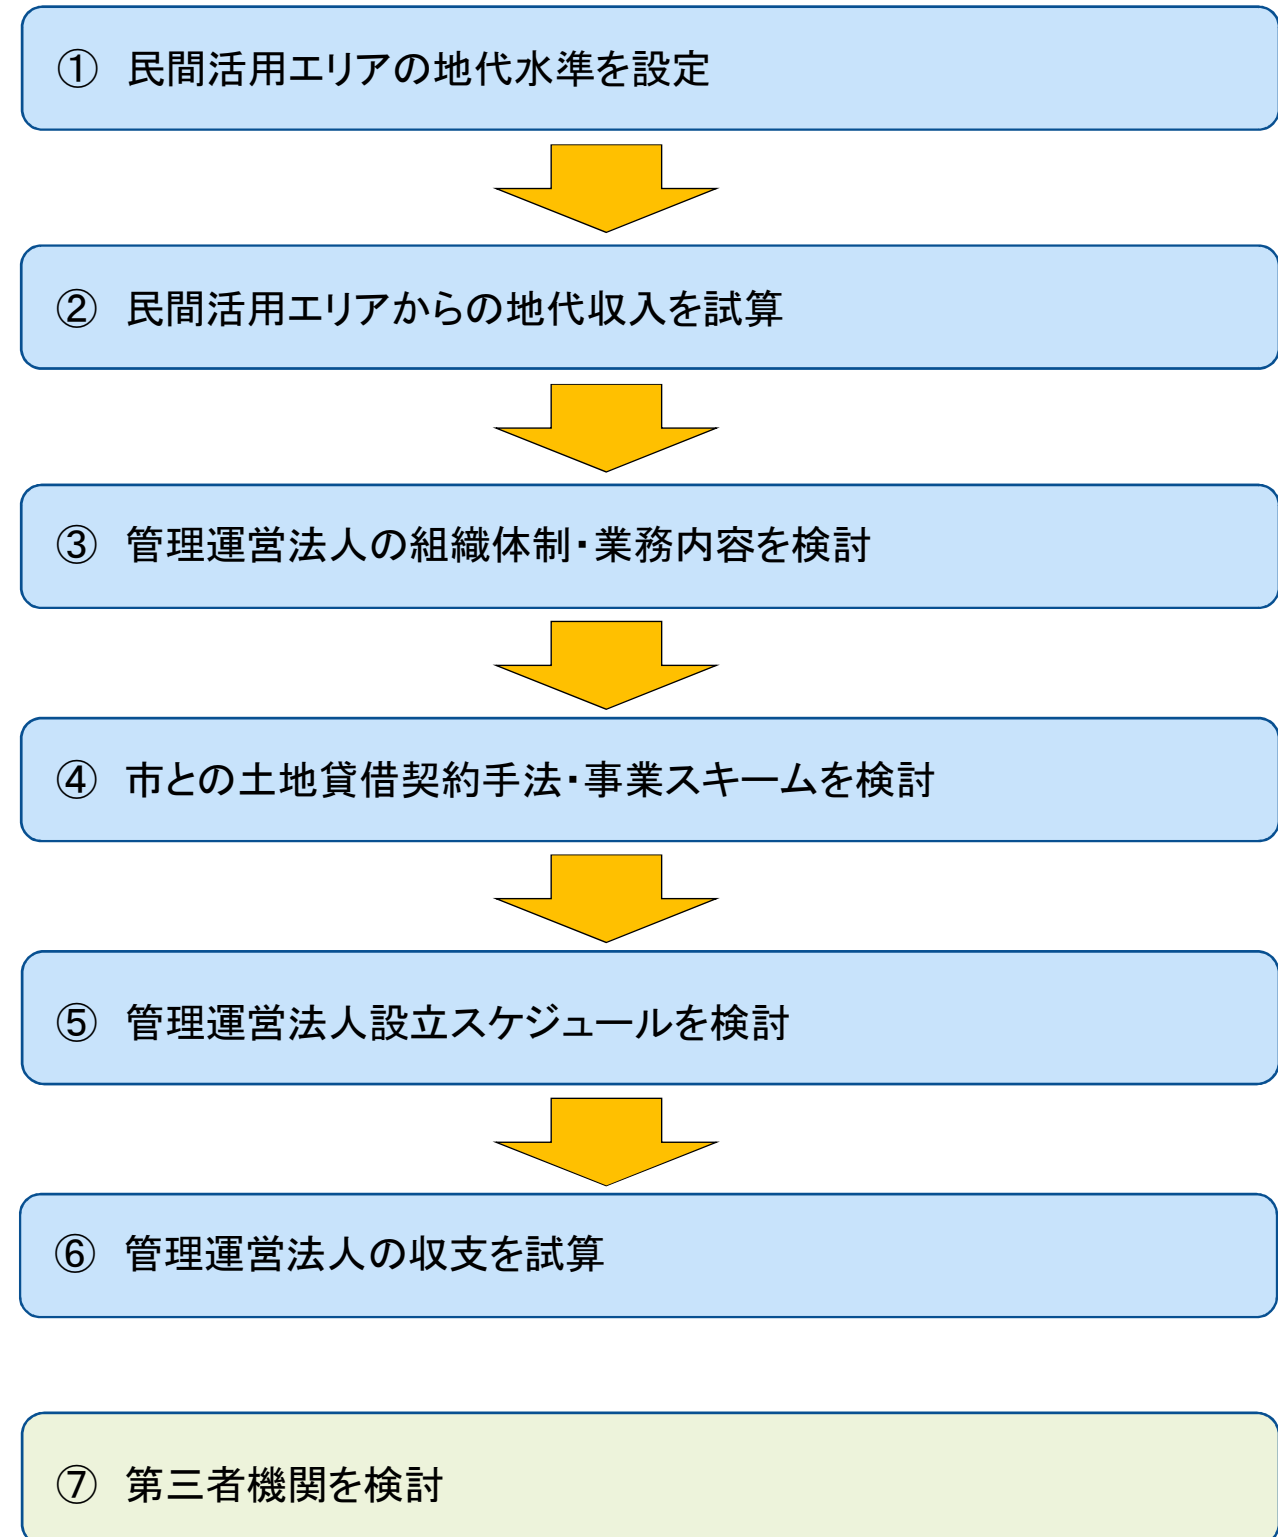 ① 民間活用エリアの地代水準を設定
② 民間活用エリアからの地代収入を試算
③ 管理運営法人の組織体制・業務内容を検討
④ 市との土地貸借契約手法・事業スキームを検討
⑤ 管理運営法人設立スケジュールを検討
⑥ 管理運営法人の収支を試算
⑦ 第三者機関を検討